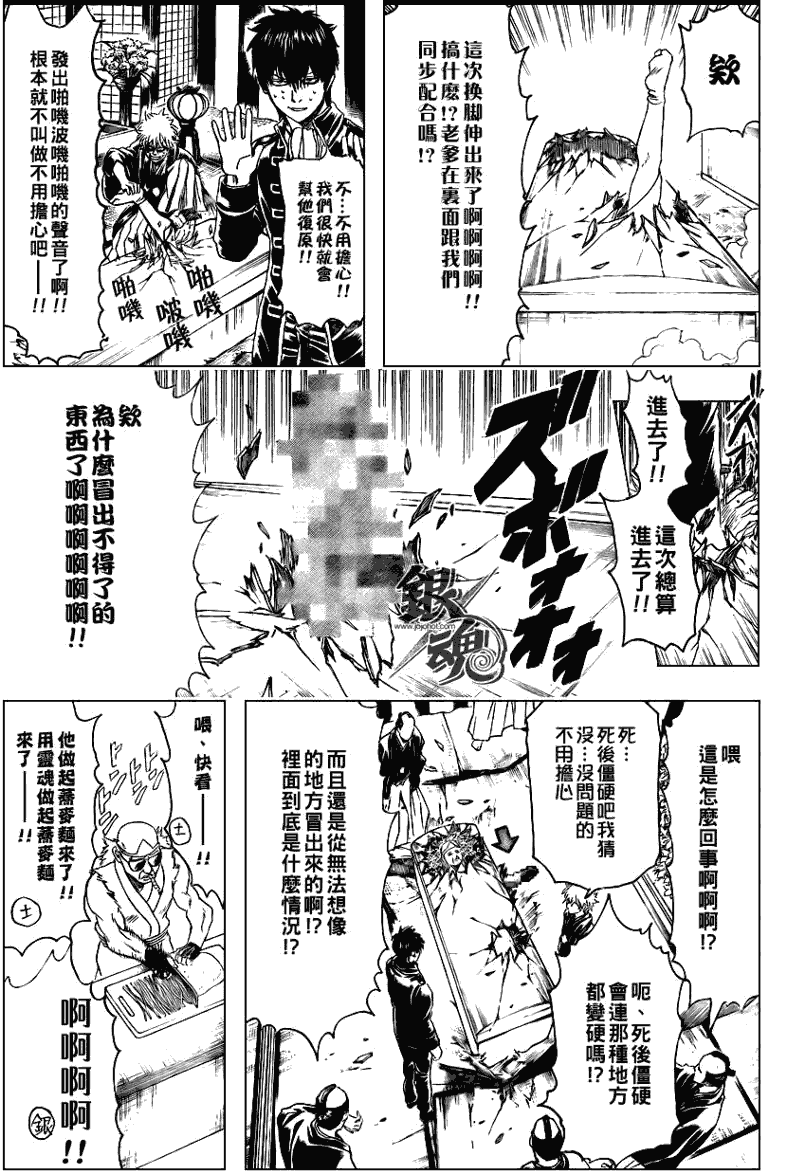 欸
這次換腳伸出來了啊啊啊啊!!
搞什麼!?老爹在裏面跟我們
同步配合嗎!?
不…不用擔心!!
我們很快就會
幫他復原!!
發出啪嘰波嘰啪嘰的聲音了啊!!
根本就不叫做不用擔心吧——!!
啪嘰
啵嘰
啪嘰
進去了!!
這次總算
進去了!!
ズボオオオ
欸
為什麼冒出不得了的
東西了啊啊啊啊啊啊!!
銀魂
www.jojohot.com
喂
這是怎麼回事啊啊啊!?
死…
死後僵硬吧我猜
沒…沒問題的
不用擔心
呃、死後僵硬
會連那種地方
都變硬嗎!?
而且還是從無法想像
的地方冒出來的啊!?
裡面到底是什麼情況!?
喂、快看——!!
他做起蕎麥麵來了!!
用靈魂做起蕎麥麵
來了——!!
土
土
啊啊啊啊!!
銀